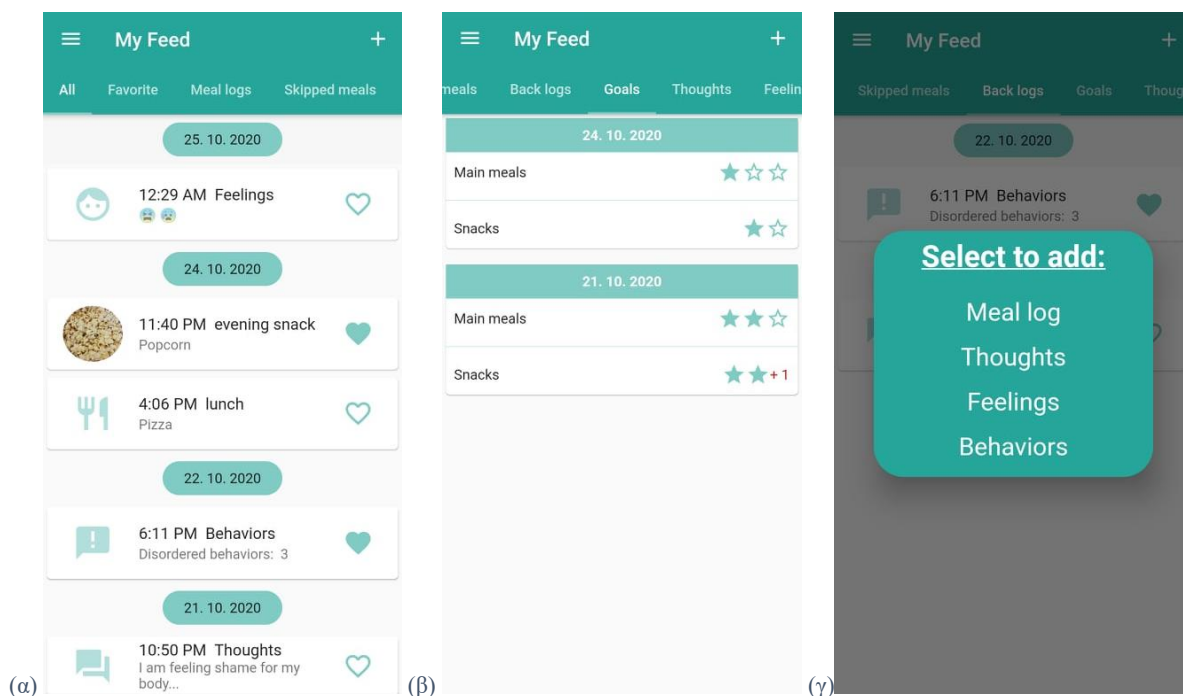 My Feed
All Favorite Meal logs Skipped meals
25. 10. 2020
12:29 AM Feelings
24. 10. 2020
11:40 PM evening snack
Popcorn
4:06 PM lunch
Pizza
22. 10. 2020
6:11 PM Behaviors
Disordered behaviors: 3
21. 10. 2020
10:50 PM Thoughts
I am feeling shame for my
body...
(α)
My Feed
meals Back logs Goals Thoughts Feelin
24. 10. 2020
Main meals
Snacks
21. 10. 2020
Main meals
Snacks +1
(β)
My Feed
Skipped meals Back logs Goals Thoug
22. 10. 2020
6:11 PM Behaviors
Disordered behaviors: 3
Select to add:
Meal log
Thoughts
Feelings
Behaviors
(γ)